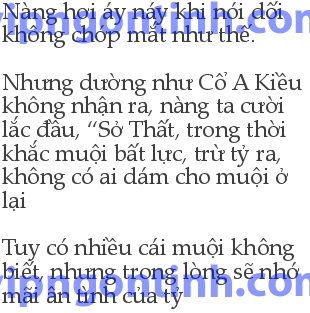 Nàng hơi áy náy khi nói dối
không chớp mắt như thế.
Nhưng dường như Cổ A Kiều
không nhận ra, nàng ta cười
lắc đầu, “Sở Thất, trong thời
khắc muội bất lực, trừ tỷ ra,
không có ai dám cho muội ở
lại
Tuy có nhiều cái muội không
biết, nhưng trong lòng sẽ nhớ
mãi ân tình của tỷ